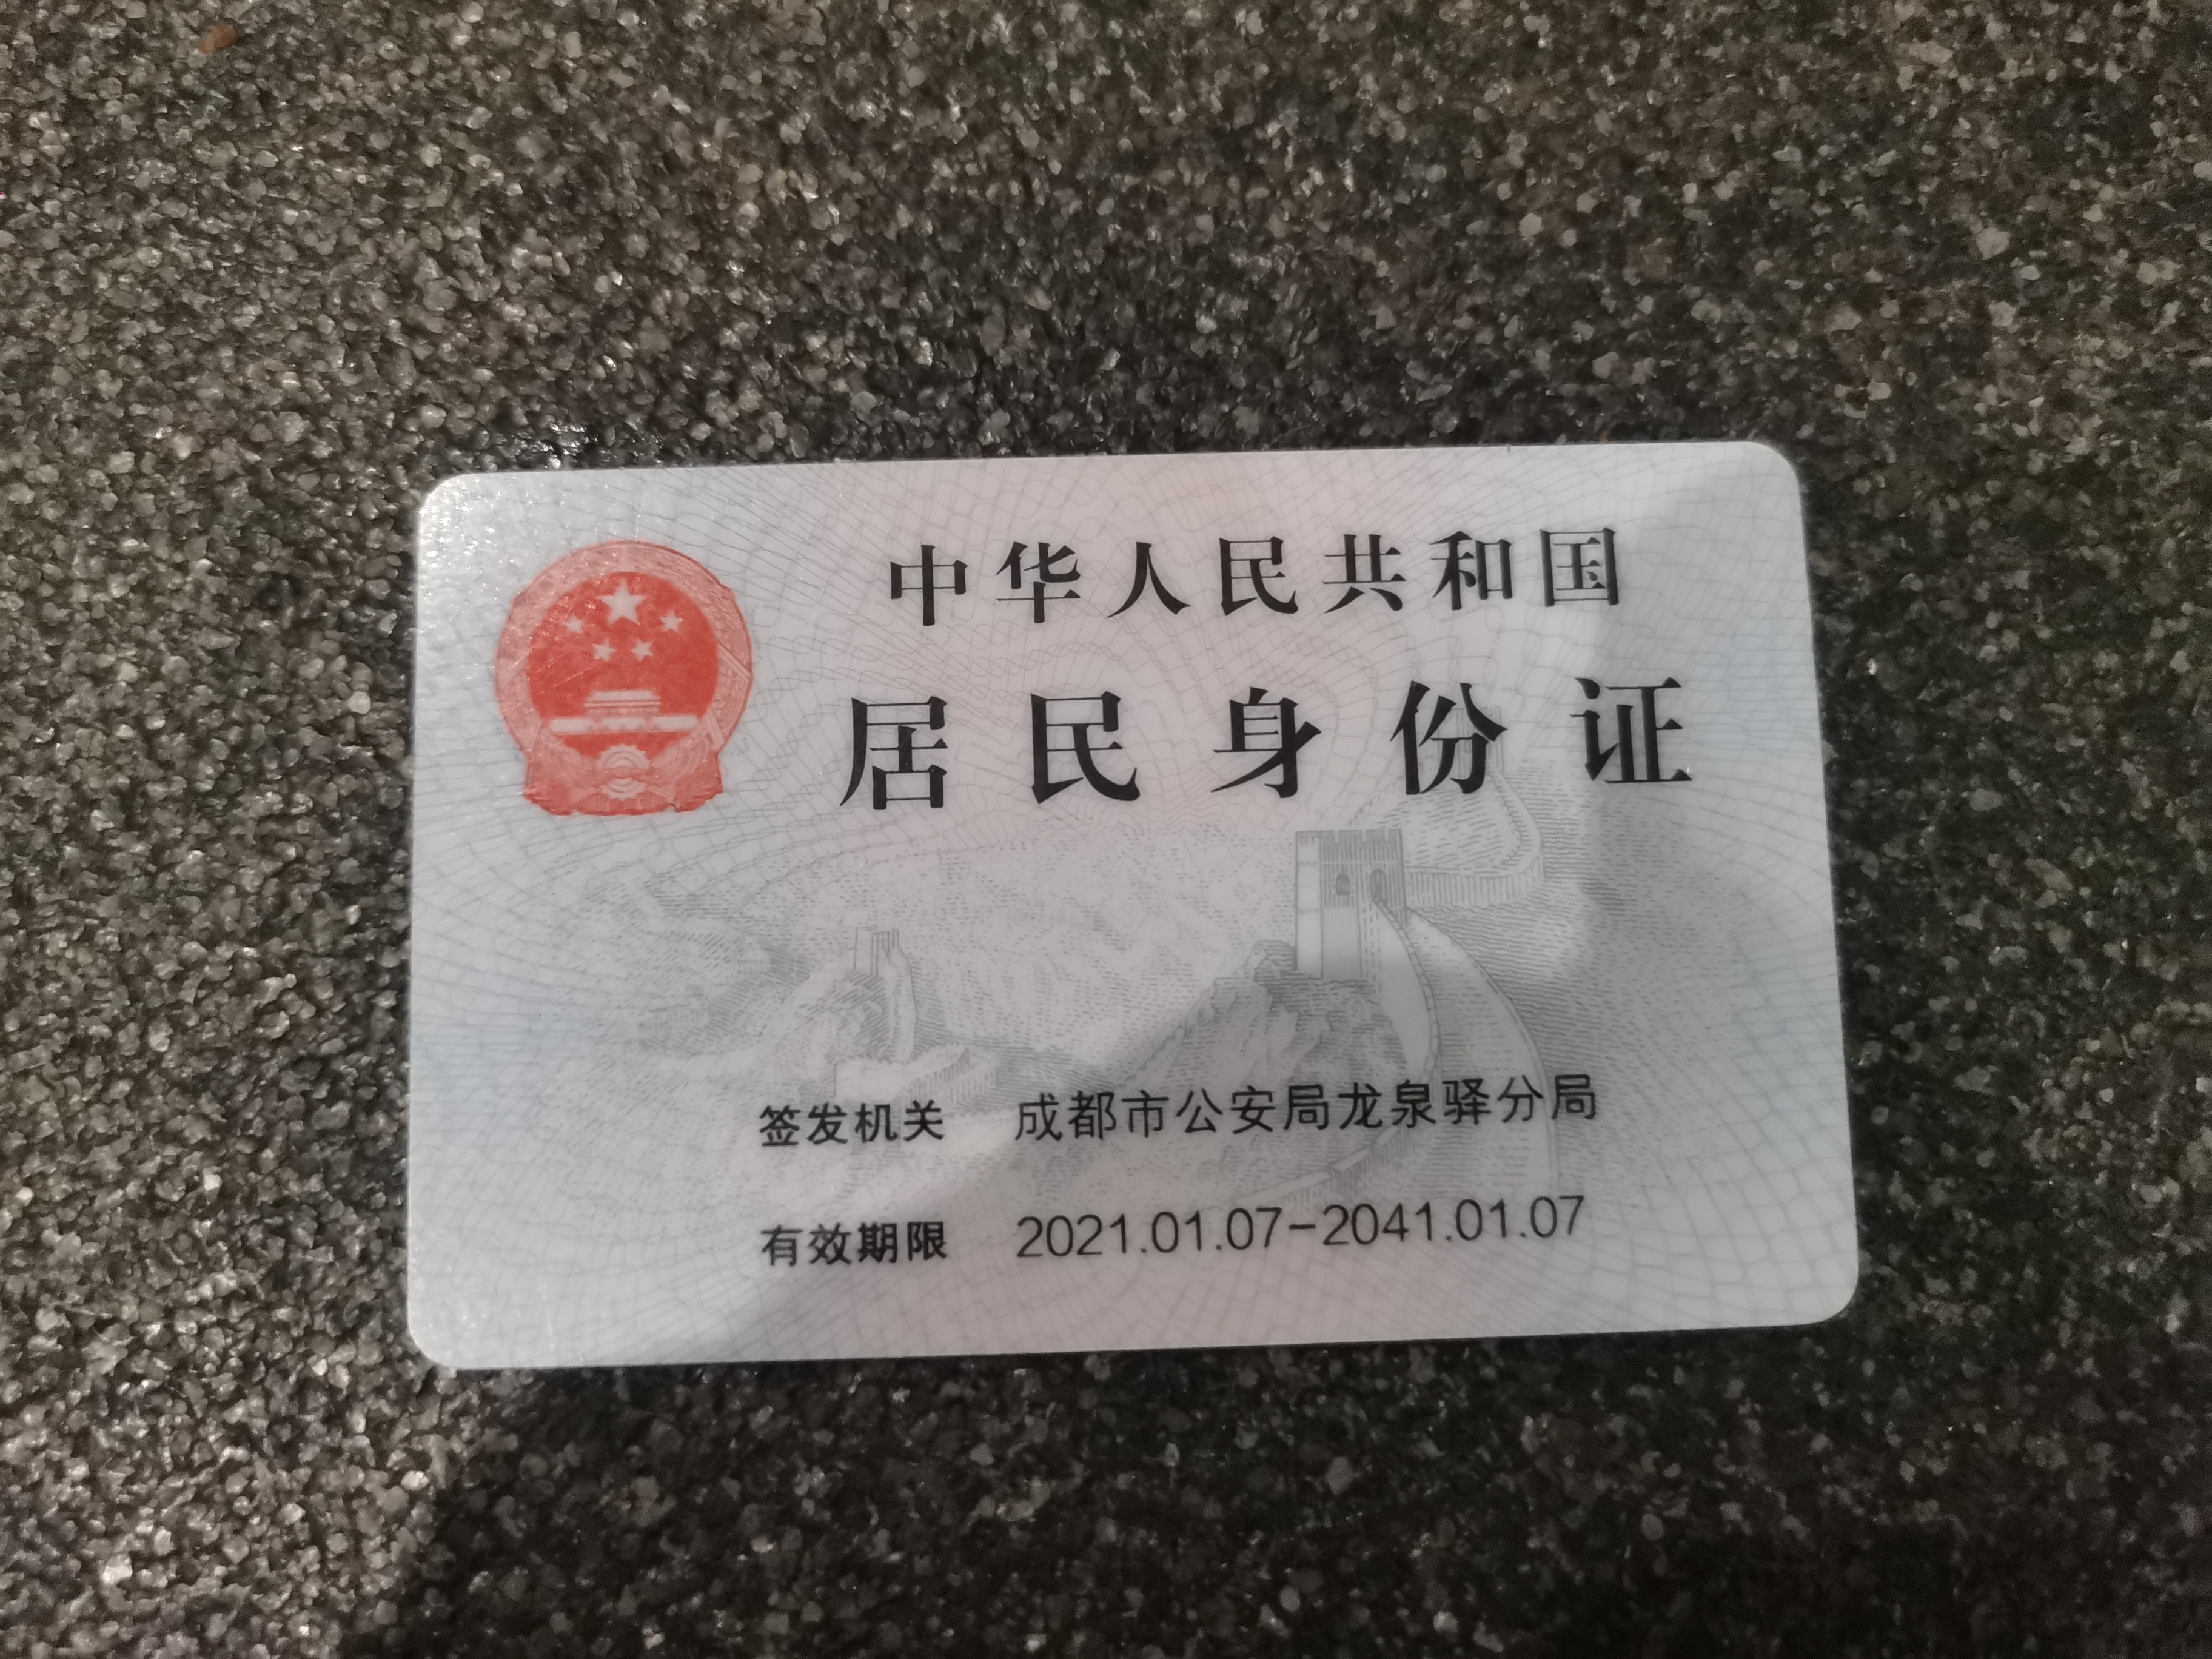 中华人民共和国
居民身份证
签发机关 成都市公安局龙泉驿分局
有效期限 2021.01.07-2041.01.07